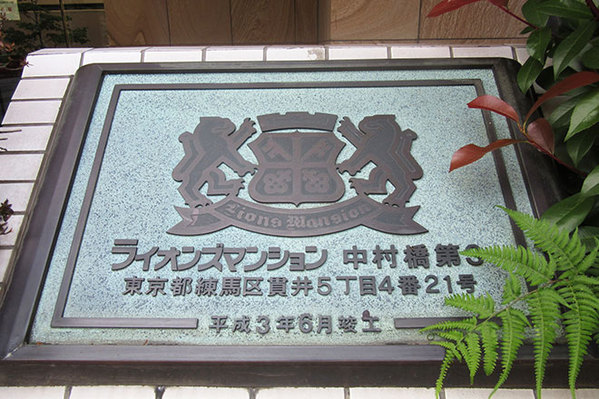 Lions Mansion
ライオンズマンション 中村橋第3
東京都練馬区貫井5丁目4番21号
平成3年6月竣工